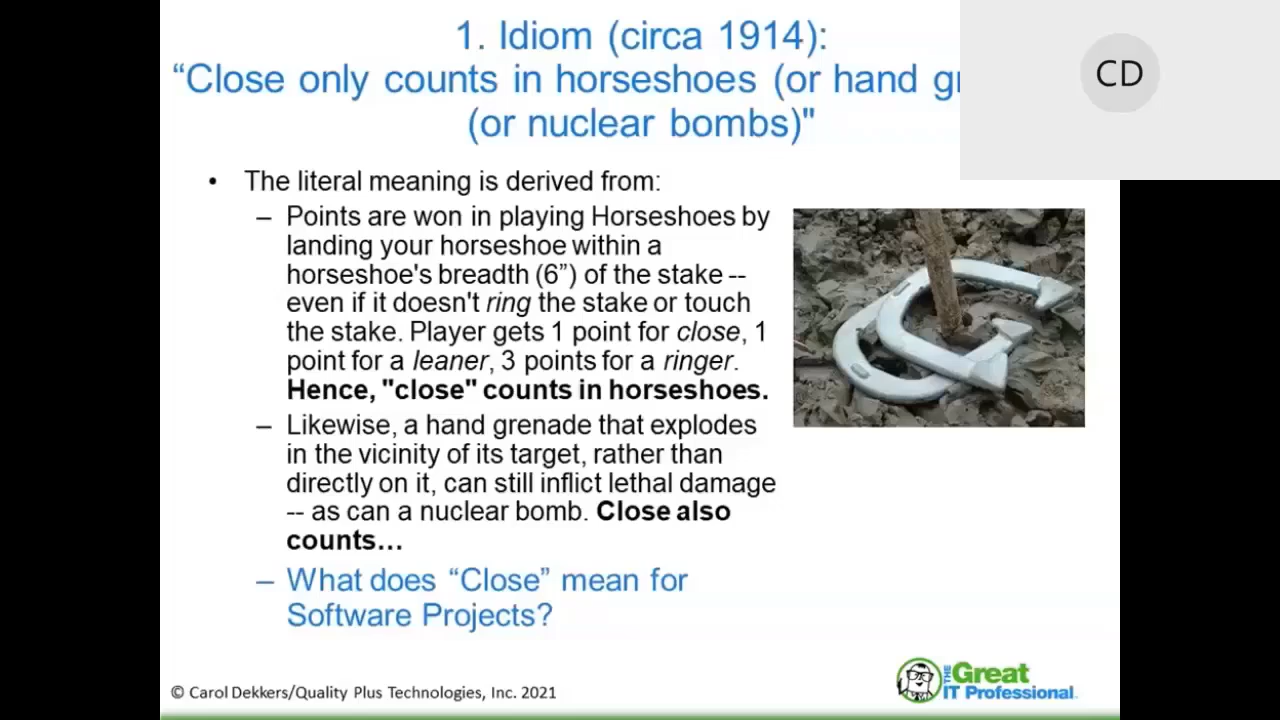 1. Idiom (circa 1914):
“Close only counts in horseshoes (or hand
(or nuclear bombs)"
CD
• The literal meaning is derived from:
– Points are won in playing Horseshoes by
landing your horseshoe within a
horseshoe's breadth (6”) of the stake --
even if it doesn't ring the stake or touch
the stake. Player gets 1 point for close, 1
point for a leaner, 3 points for a ringer.
Hence, "close" counts in horseshoes.
– Likewise, a hand grenade that explodes
in the vicinity of its target, rather than
directly on it, can still inflict lethal damage
-- as can a nuclear bomb. Close also
counts…
– What does “Close” mean for
Software Projects?
© Carol Dekkers/Quality Plus Technologies, Inc. 2021
THE Great
IT Professional